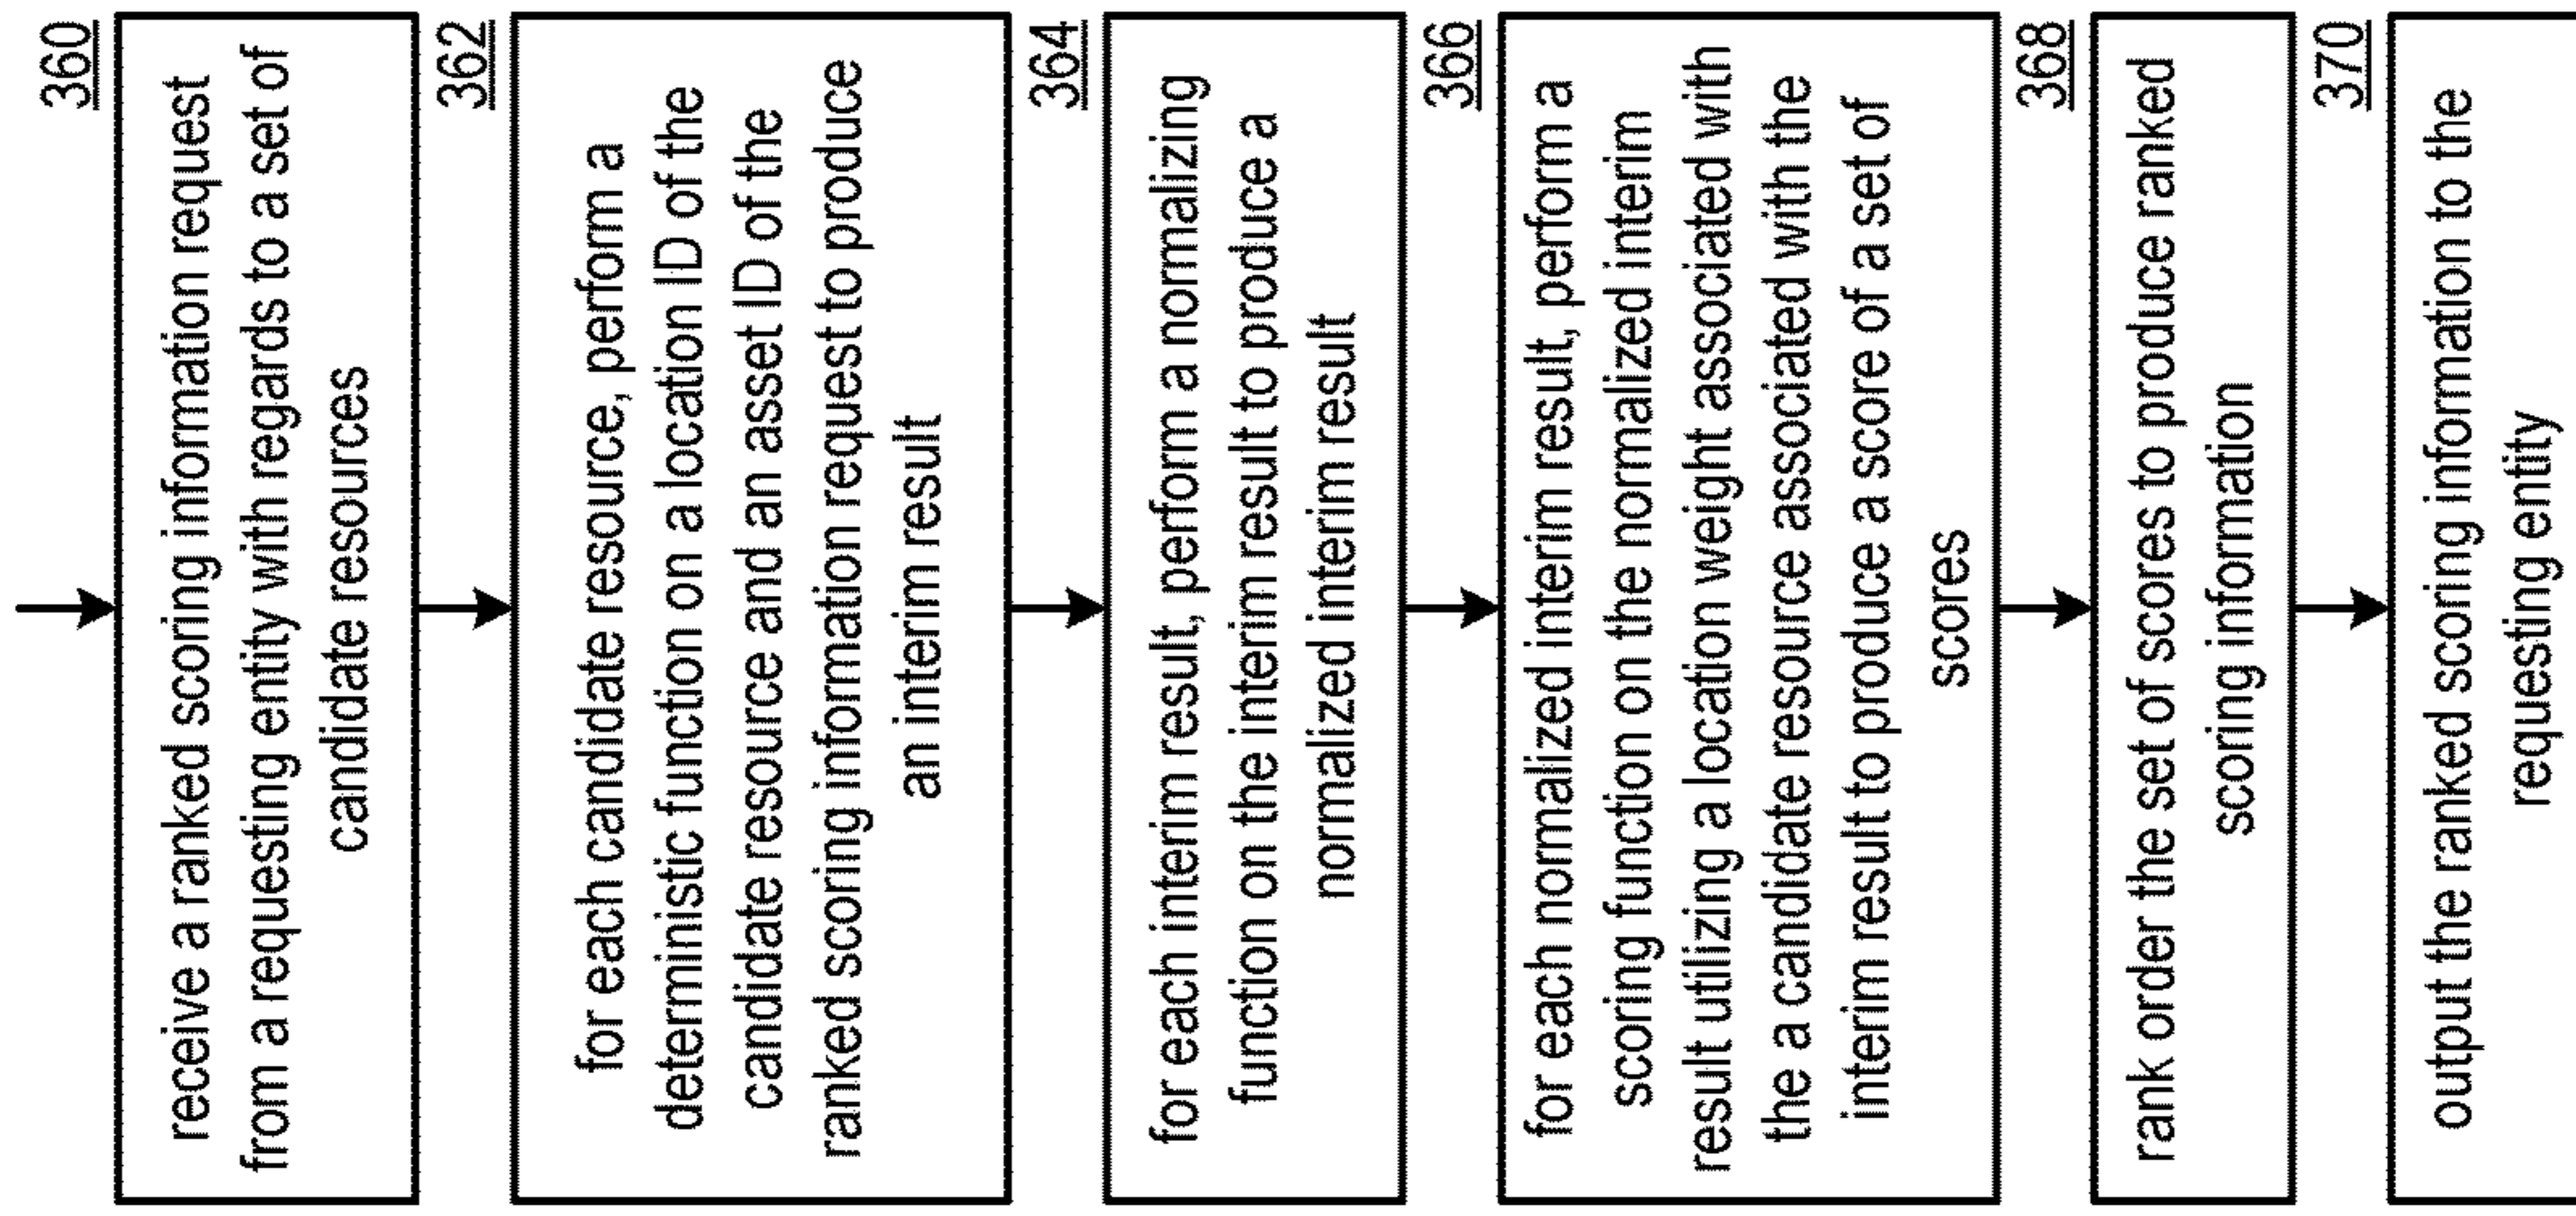 360
receive a ranked scoring information request
from a requesting entity with regards to a set of
candidate resources
362
for each candidate resource, perform a
deterministic function on a location ID of the
candidate resource and an asset ID of the
ranked scoring information request to produce
an interim result
364
for each interim result, perform a normalizing
function on the interim result to produce a
normalized interim result
366
for each normalized interim result, perform a
scoring function on the normalized interim
result utilizing a location weight associated with
the a candidate resource associated with the
interim result to produce a score of a set of
scores
368
rank order the set of scores to produce ranked
scoring information
370
output the ranked scoring information to the
requesting entity